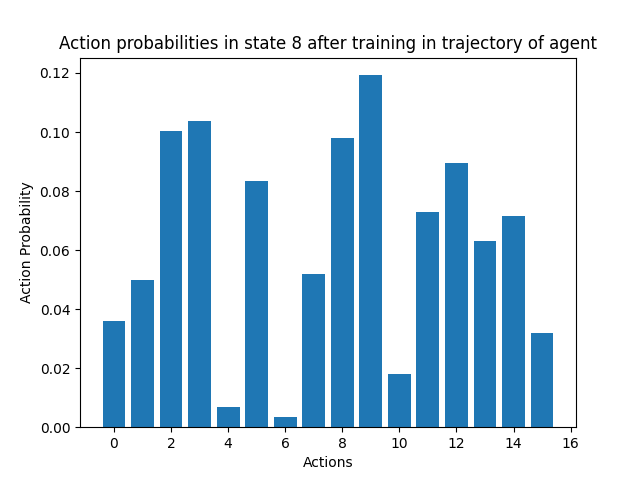 Action probabilities in state 8 after training in trajectory of agent
0.12
0.10
0.08
0.06
0.04
0.02
0.00
Action Probability
0 2 4 6 8 10 12 14 16
Actions